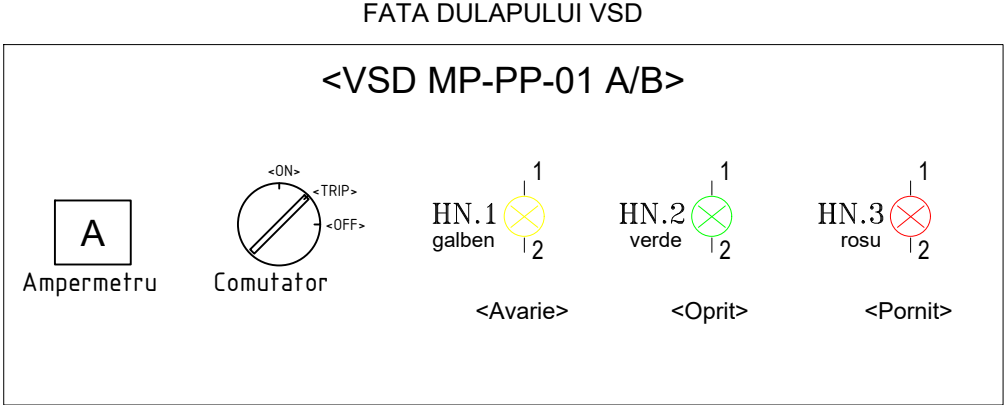 FATA DULAPULUI VSD
<VSD MP-PP-01 A/B>
<ON>
<TRIP>
<OFF>
A
Ampermetru
Comutator
1
HN.1
galben
2
<Avarie>
1
HN.2
verde
2
<Oprit>
1
HN.3
rosu
2
<Pornit>